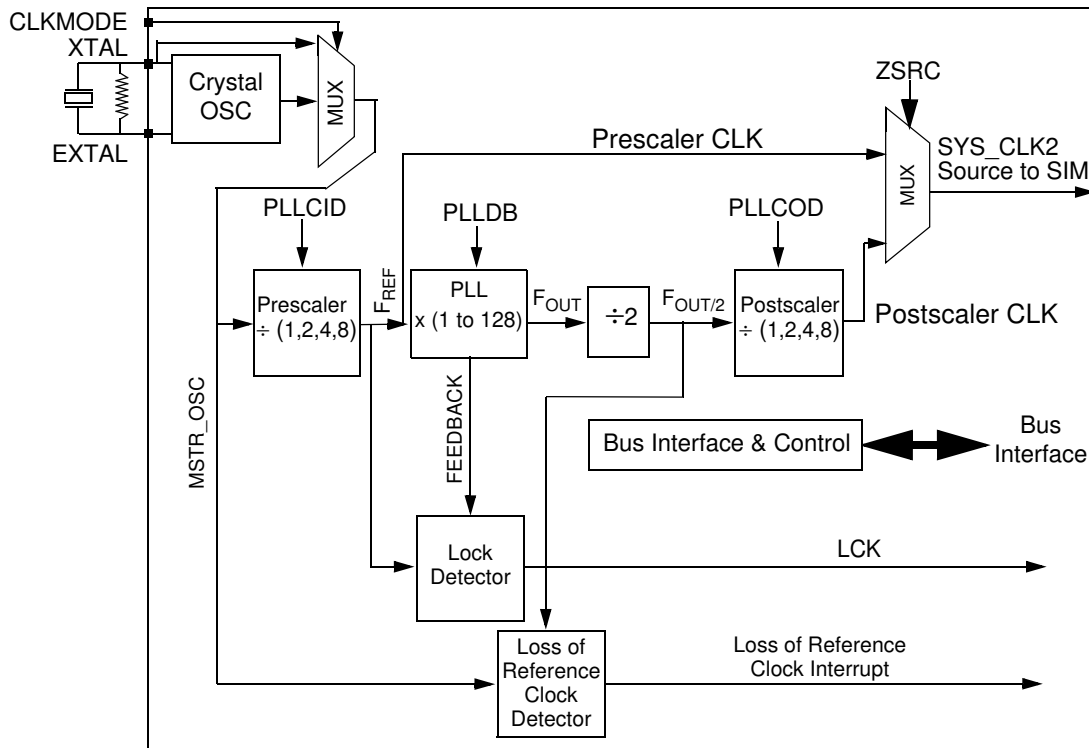 CLKMODE
XTAL
EXTAL
Crystal
OSC
MUX
ZSRC
Prescaler CLK
MUX
SYS_CLK2
Source to SIM
PLLCID
PLLDB
PLLCOD
Prescaler
÷ (1,2,4,8)
FREF
PLL
x (1 to 128)
FOUT
÷2
FOUT/2
Postscaler
÷ (1,2,4,8)
Postscaler CLK
MSTR_OSC
FEEDBACK
Bus Interface & Control
Bus
Interface
Lock
Detector
LCK
Loss of
Reference
Clock
Detector
Loss of Reference
Clock Interrupt